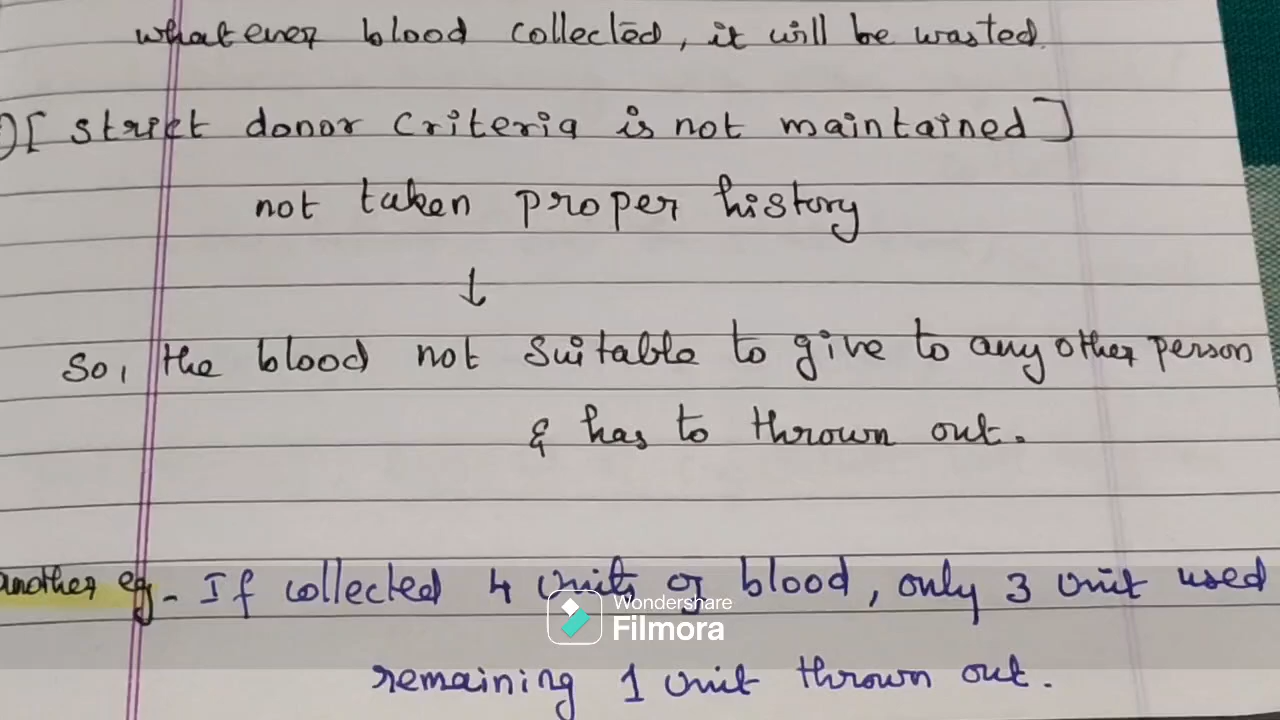 whatever blood collected, it will be wasted.
)[ strict donor criteria is not maintained ]
not taken proper history
↓
So, the blood not suitable to give to any other person
& has to thrown out.
another eg. - If collected 4 units of blood, only 3 unit used
remaining 1 unit thrown out.
Wondershare
Filmora